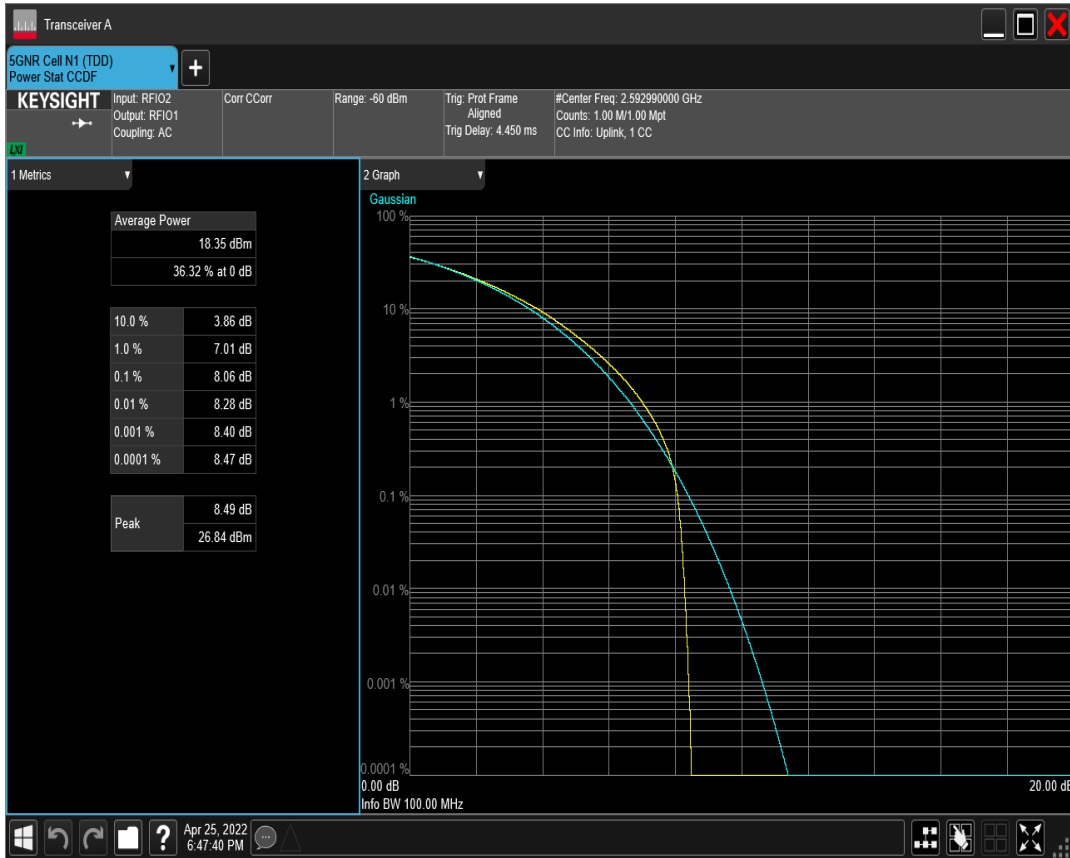 Transceiver A
5GNR Cell N1 (TDD)
Power Stat CCDF
+
KEYSIGHT
LXI
Input: RFIO2
Output: RFIO1
Coupling: AC
Corr CCorr
Range: -60 dBm
Trig: Prot Frame
Aligned
Trig Delay: 4.450 ms
#Center Freq: 2.592990000 GHz
Counts: 1.00 M/1.00 Mpt
CC Info: Uplink, 1 CC
1 Metrics
Average Power
18.35 dBm
36.32 % at 0 dB
10.0 % 3.86 dB
1.0 % 7.01 dB
0.1 % 8.06 dB
0.01 % 8.28 dB
0.001 % 8.40 dB
0.0001 % 8.47 dB
Peak 8.49 dB
26.84 dBm
2 Graph
Gaussian
100 %
10 %
1 %
0.1 %
0.01 %
0.001 %
0.0001 %
0.00 dB 20.00 dB
Info BW 100.00 MHz
? Apr 25, 2022
6:47:40 PM